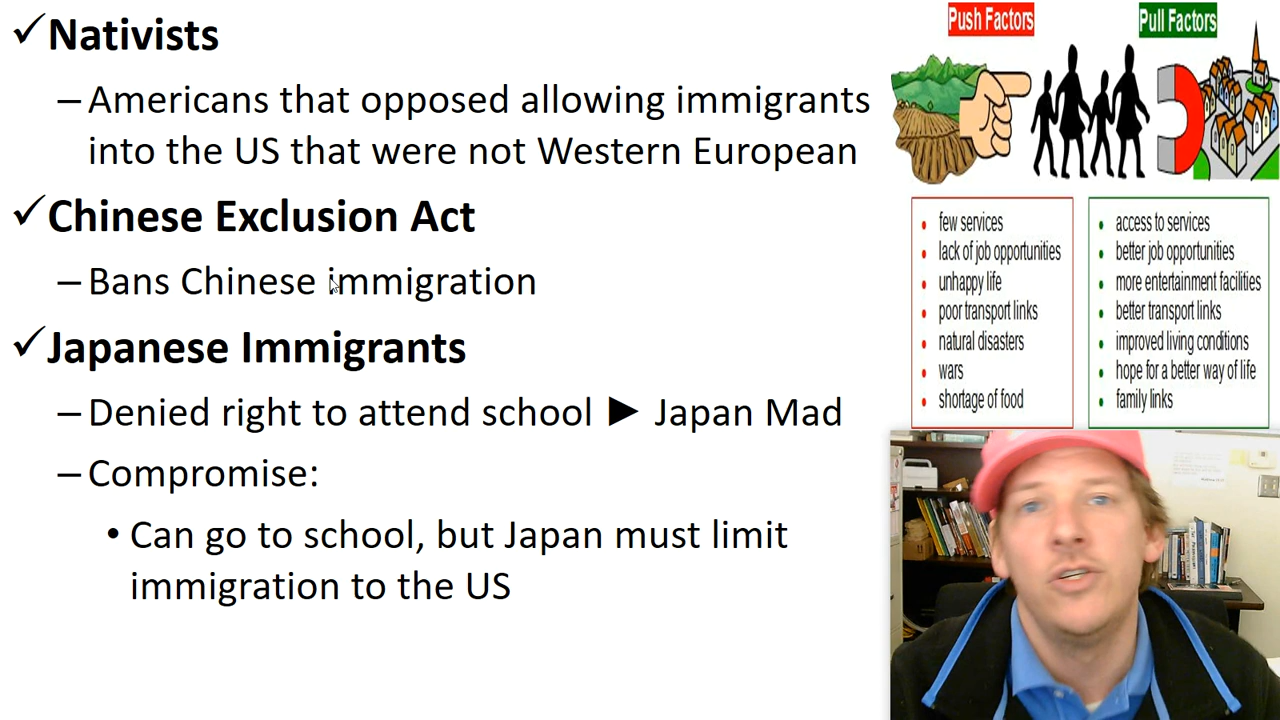 ✓Nativists
–Americans that opposed allowing immigrants
into the US that were not Western European
✓Chinese Exclusion Act
–Bans Chinese immigration
✓Japanese Immigrants
–Denied right to attend school ► Japan Mad
–Compromise:
•Can go to school, but Japan must limit
immigration to the US
Push Factors
Pull Factors
• few services
• lack of job opportunities
• unhappy life
• poor transport links
• natural disasters
• wars
• shortage of food
• access to services
• better job opportunities
• more entertainment facilities
• better transport links
• improved living conditions
• hope for a better way of life
• family links